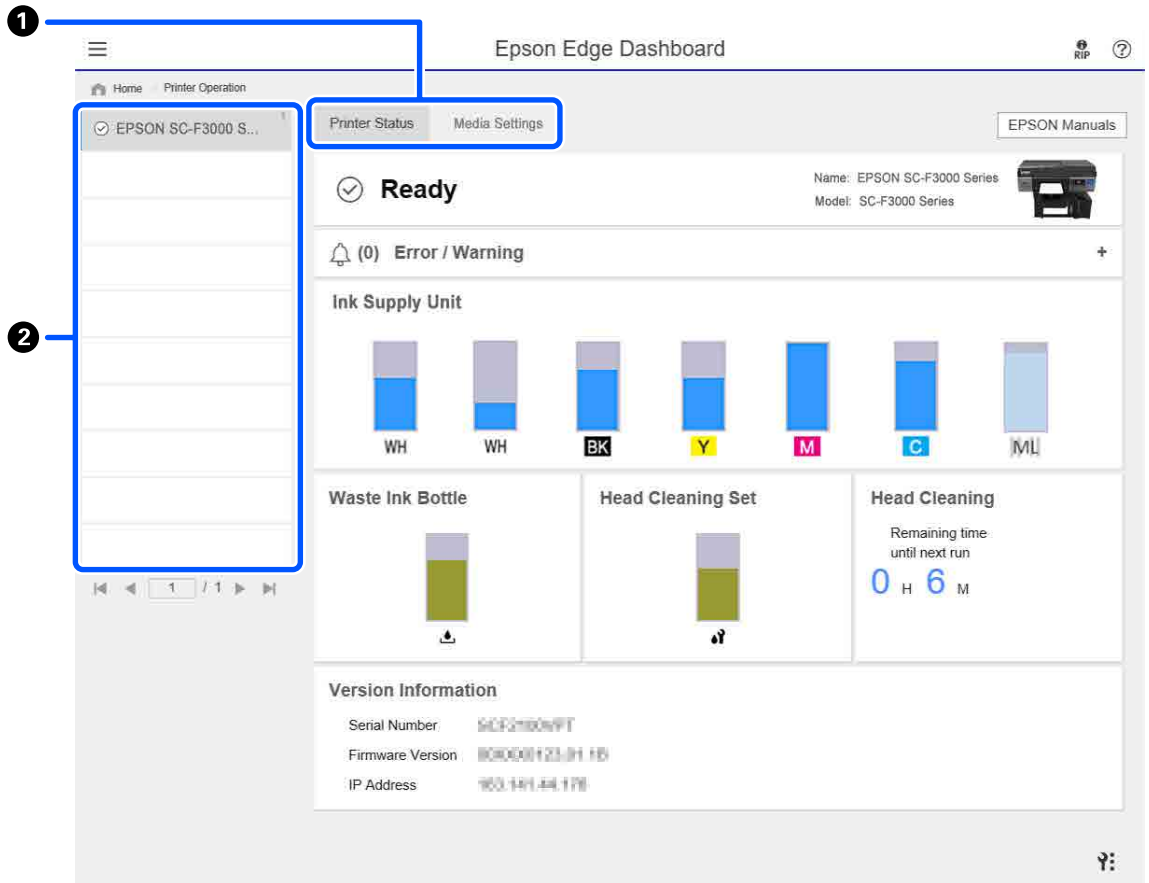 1
Epson Edge Dashboard
RIP
?
Home Printer Operation
EPSON SC-F3000 S...
1
Printer Status Media Settings
EPSON Manuals
Ready
Name: EPSON SC-F3000 Series
Model: SC-F3000 Series
(0) Error / Warning
+
2
Ink Supply Unit
WH WH BK Y M C ML
Waste Ink Bottle
Head Cleaning Set
Head Cleaning
Remaining time
until next run
0 H 6 M
1 / 1
Version Information
Serial Number
Firmware Version
IP Address